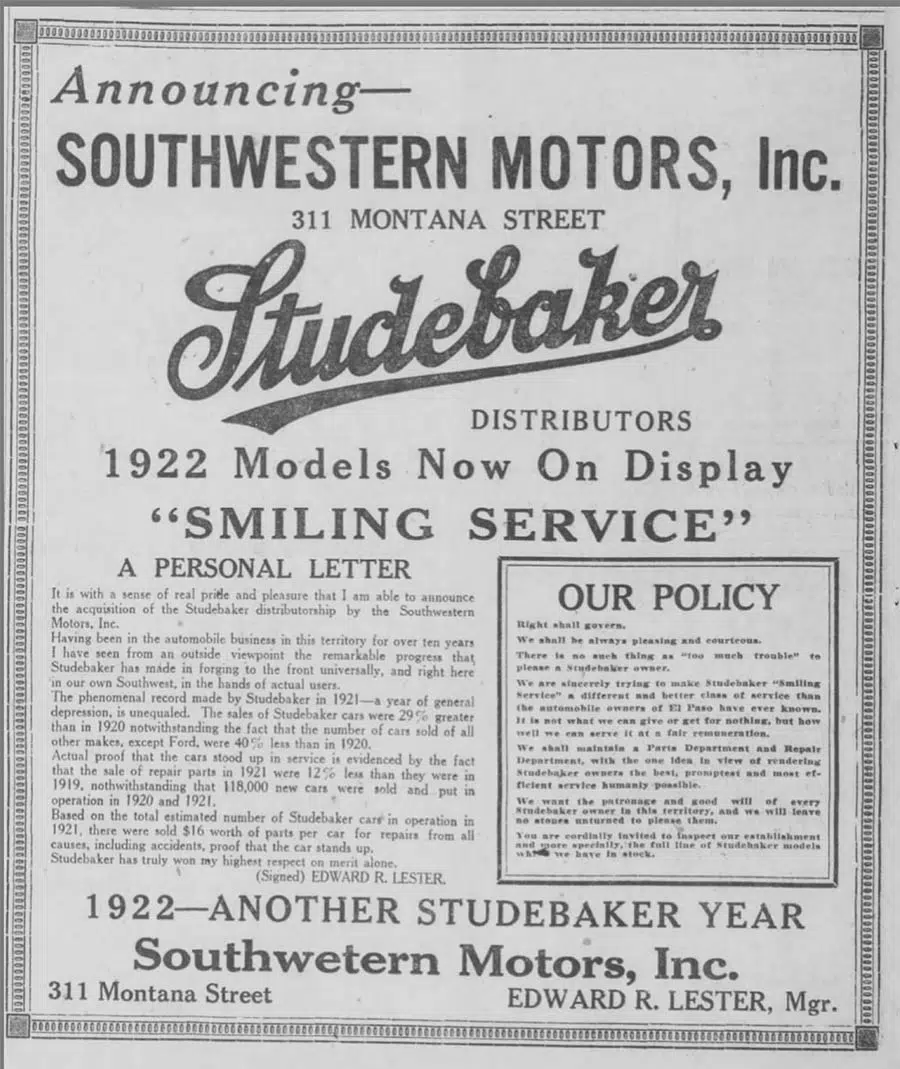 Announcing—
SOUTHWESTERN MOTORS, Inc.
311 MONTANA STREET
Studebaker
DISTRIBUTORS
1922 Models Now On Display
“SMILING SERVICE”
A PERSONAL LETTER
It is with a sense of real pride and pleasure that I am able to announce
the acquisition of the Studebaker distributorship by the Southwestern
Motors, Inc.
Having been in the automobile business in this territory for over ten years
I have seen from an outside viewpoint the remarkable progress that
Studebaker has made in forging to the front universally, and right here
in our own Southwest, in the hands of actual users.
The phenomenal record made by Studebaker in 1921—a year of general
depression, is unequaled. The sales of Studebaker cars were 29% greater
than in 1920 notwithstanding the fact that the number of cars sold of all
other makes, except Ford, were 40% less than in 1920.
Actual proof that the cars stood up in service is evidenced by the fact
that the sale of repair parts in 1921 were 12% less than they were in
1919, nothwithstanding that 118,000 new cars were sold and put in
operation in 1920 and 1921.
Based on the total estimated number of Studebaker cars in operation in
1921, there were sold $16 worth of parts per car for repairs from all
causes, including accidents, proof that the car stands up.
Studebaker has truly won my highest respect on merit alone.
(Signed) EDWARD R. LESTER.
OUR POLICY
Right shall govern.
We shall be always pleasing and courteous.
There is no such thing as “too much trouble” to
please a Studebaker owner.
We are sincerely trying to make Studebaker “Smiling
Service” a different and better class of service than
the automobile owners of El Paso have ever known.
It is not what we can give or get for nothing, but how
well we can serve it at a fair remuneration.
We shall maintain a Parts Department and Repair
Department, with the one idea in view of rendering
Studebaker owners the best, promptest and most ef-
ficient service humanly possible.
We want the patronage and good will of every
Studebaker owner in this territory, and we will leave
no stones unturned to please them.
You are cordially invited to inspect our establishment
and more specially, the full line of Studebaker models
we have in stock.
1922—ANOTHER STUDEBAKER YEAR
Southwetern Motors, Inc.
311 Montana Street
EDWARD R. LESTER, Mgr.